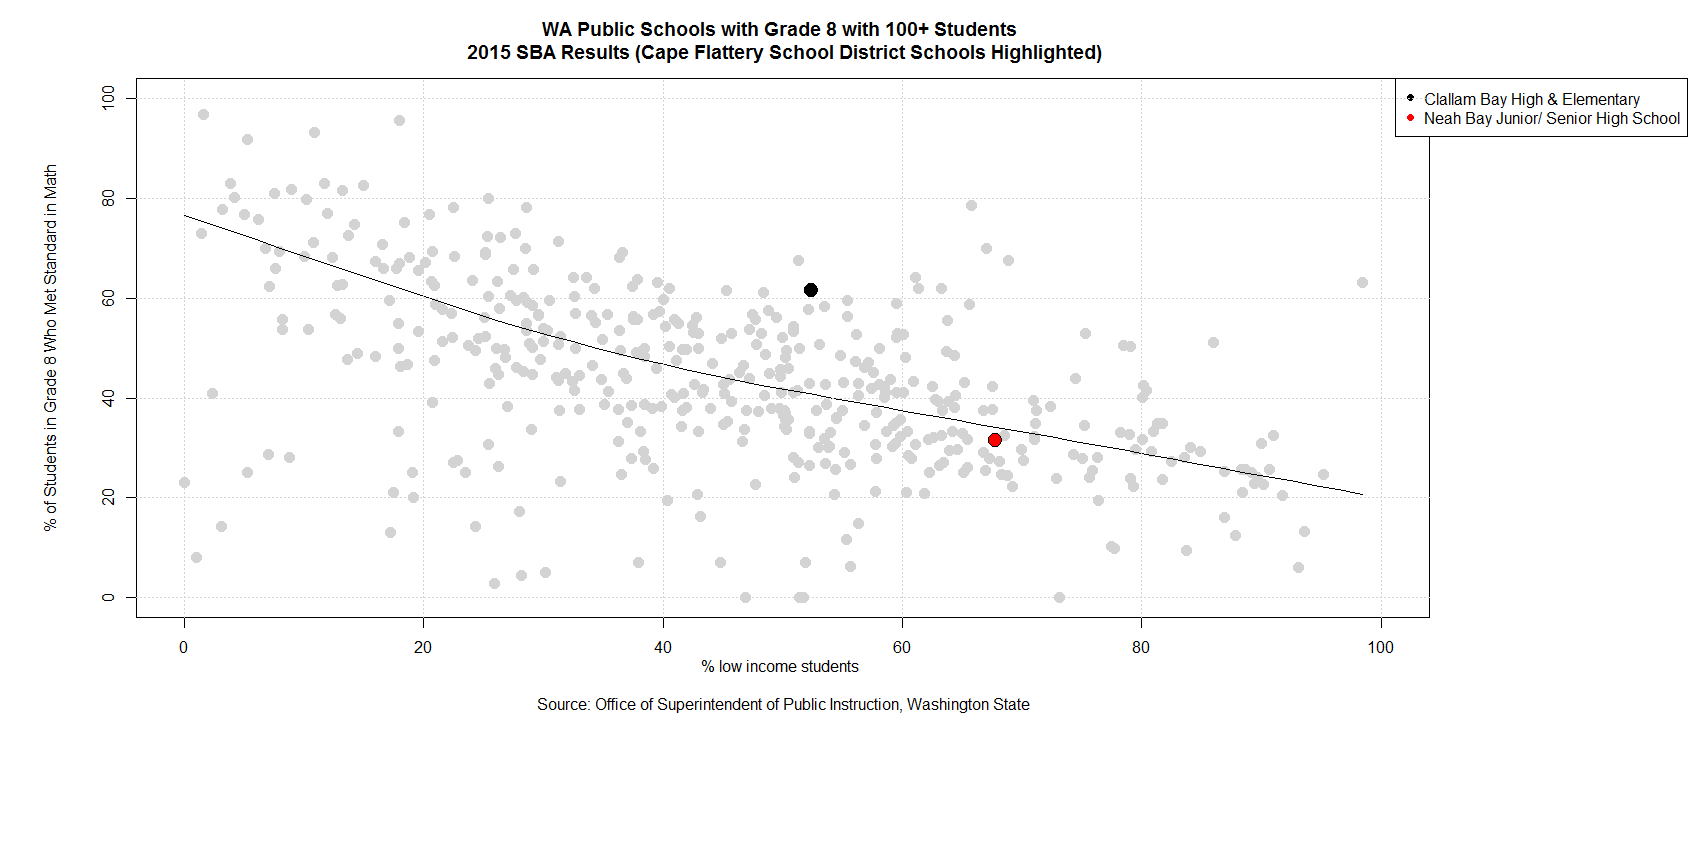 WA Public Schools with Grade 8 with 100+ Students
2015 SBA Results (Cape Flattery School District Schools Highlighted)
Clallam Bay High & Elementary
Neah Bay Junior/ Senior High School
% of Students in Grade 8 Who Met Standard in Math
100
80
60
40
20
0
0 20 40 60 80 100
% low income students
Source: Office of Superintendent of Public Instruction, Washington State